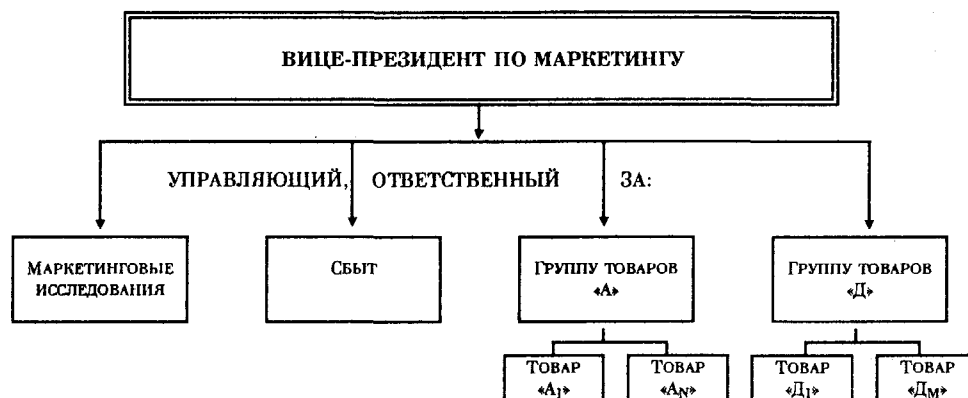 ВИЦЕ-ПРЕЗИДЕНТ ПО МАРКЕТИНГУ
УПРАВЛЯЮЩИЙ, ОТВЕТСТВЕННЫЙ ЗА:
МАРКЕТИНГОВЫЕ
ИССЛЕДОВАНИЯ
СБЫТ
ГРУППУ ТОВАРОВ
«А»
ГРУППУ ТОВАРОВ
«Д»
ТОВАР
«А1»
ТОВАР
«АN»
ТОВАР
«Д1»
ТОВАР
«ДМ»